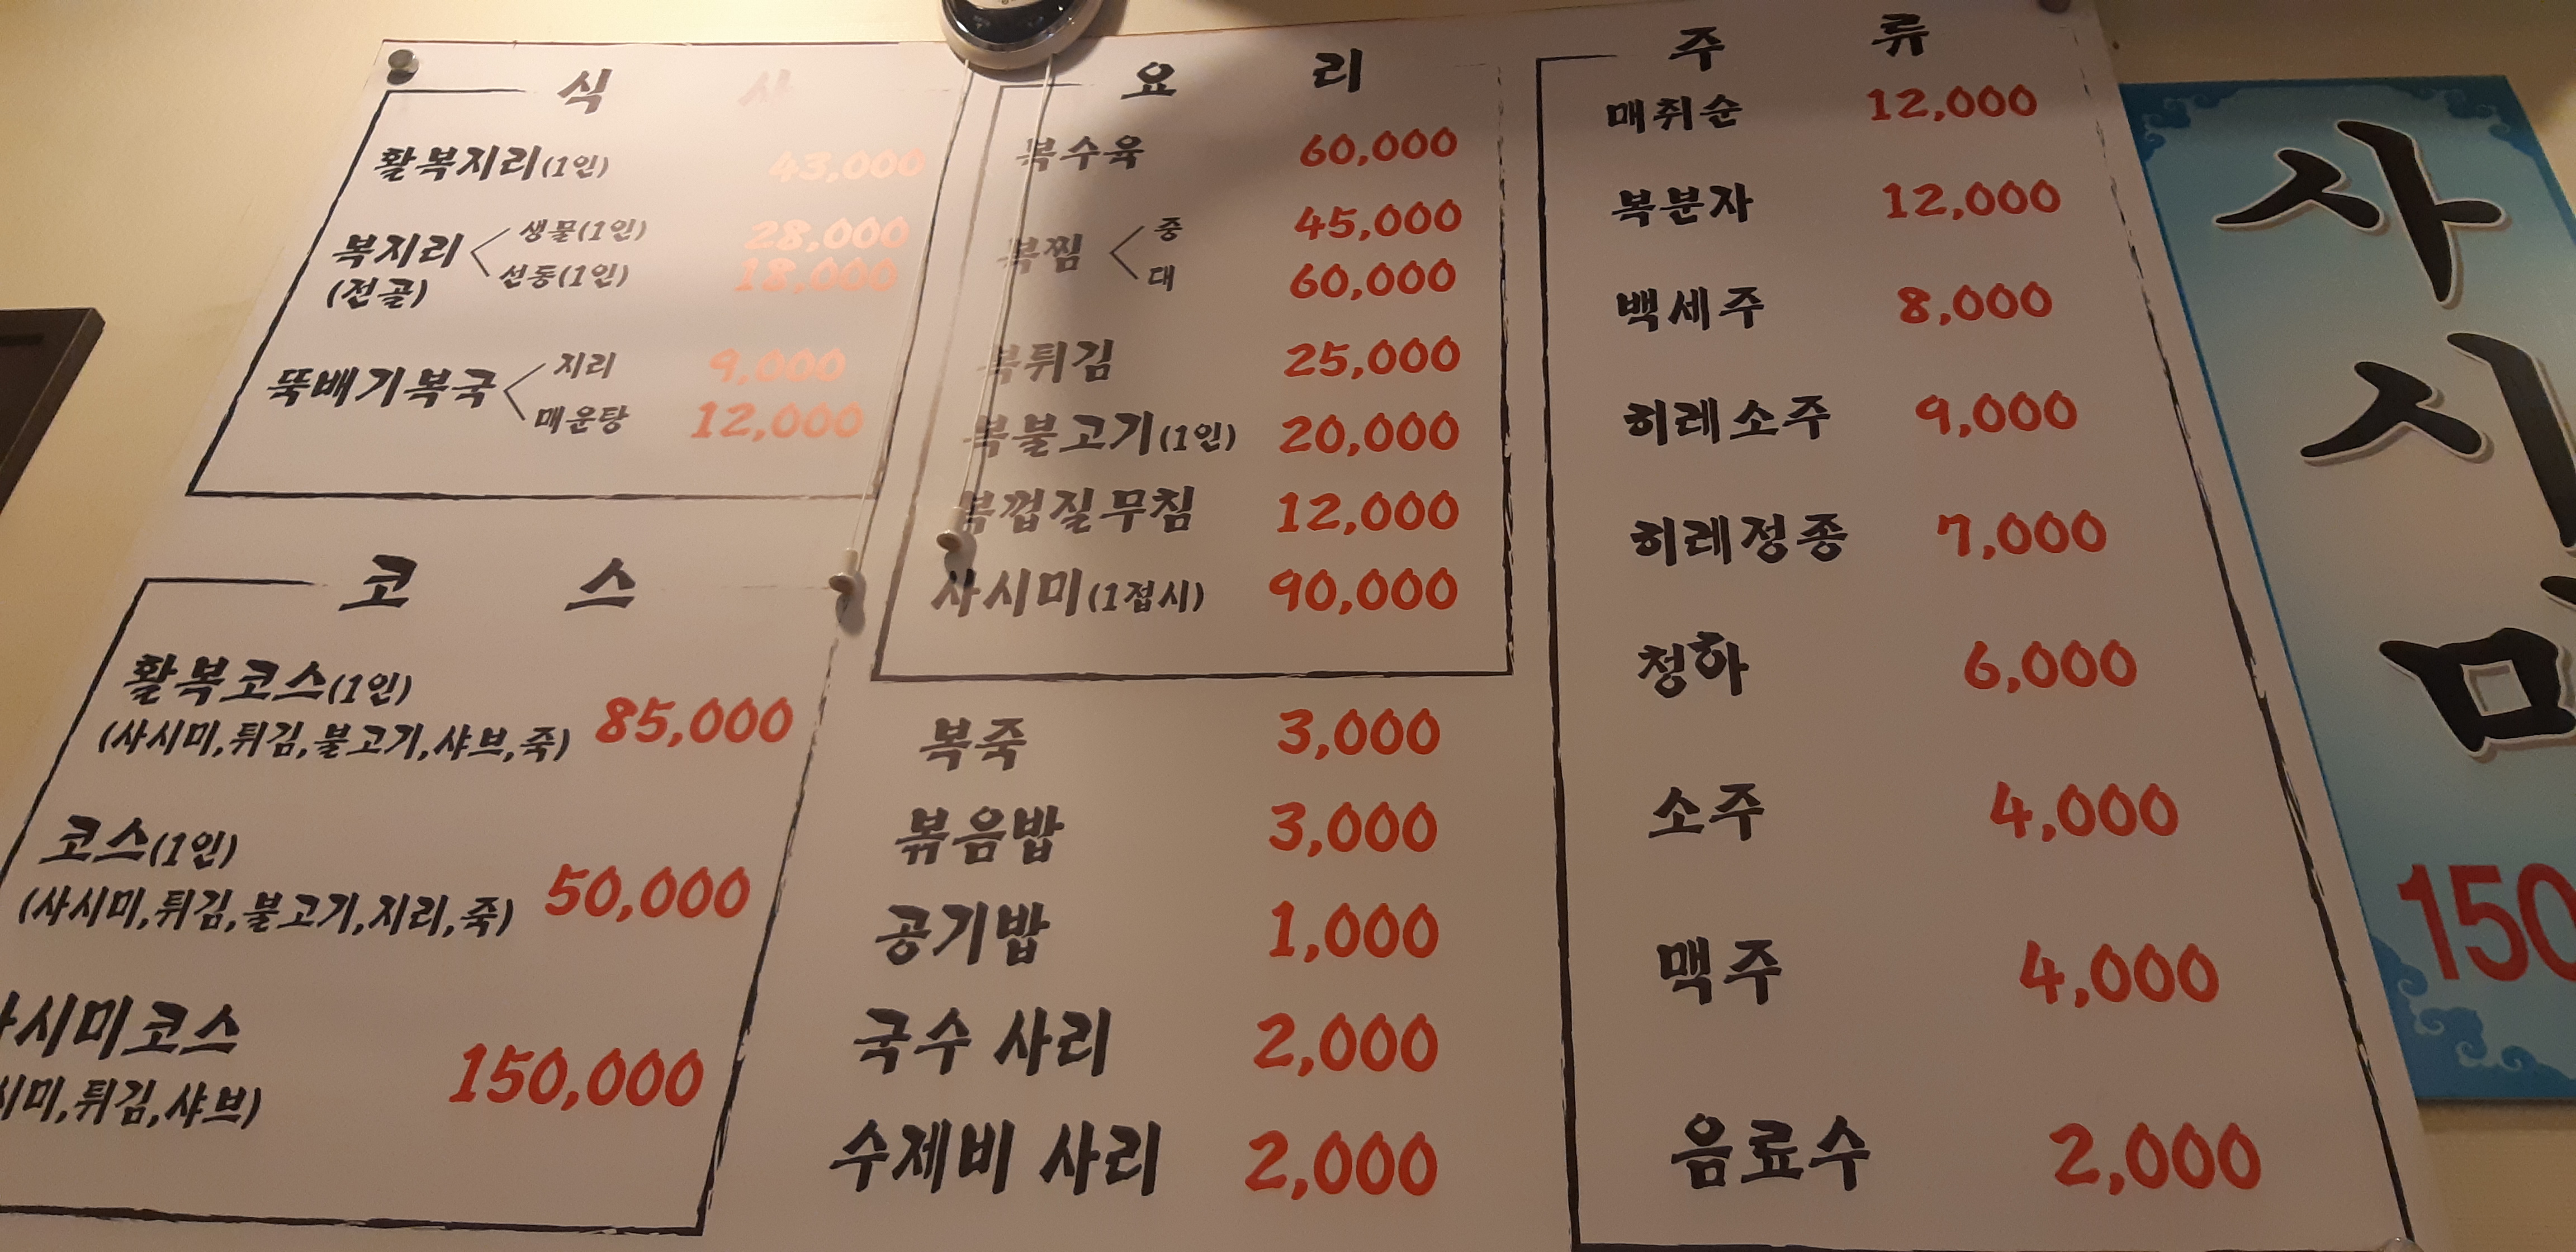 식 사
활복지리(1인) 43,000
복지리 생물(1인) 28,000
(전골)선동(1인) 18,000
뚝배기복국 지리 9,000
매운탕 12,000
코 스
활복코스(1인)
(사시미,튀김,불고기,샤브,죽) 85,000
코스(1인)
(사시미,튀김,불고기,지리,죽) 50,000
사시미코스
시미,튀김,샤브) 150,000
요 리
복수육 60,000
복찜 중 45,000
대 60,000
복튀김 25,000
복불고기(1인) 20,000
복껍질무침 12,000
사시미(1접시) 90,000
복죽 3,000
볶음밥 3,000
공기밥 1,000
국수 사리 2,000
수제비 사리 2,000
주 류
매취순 12,000
복분자 12,000
백세주 8,000
히레소주 9,000
히레정종 7,000
청하 6,000
소주 4,000
맥주 4,000
음료수 2,000
사
시
150